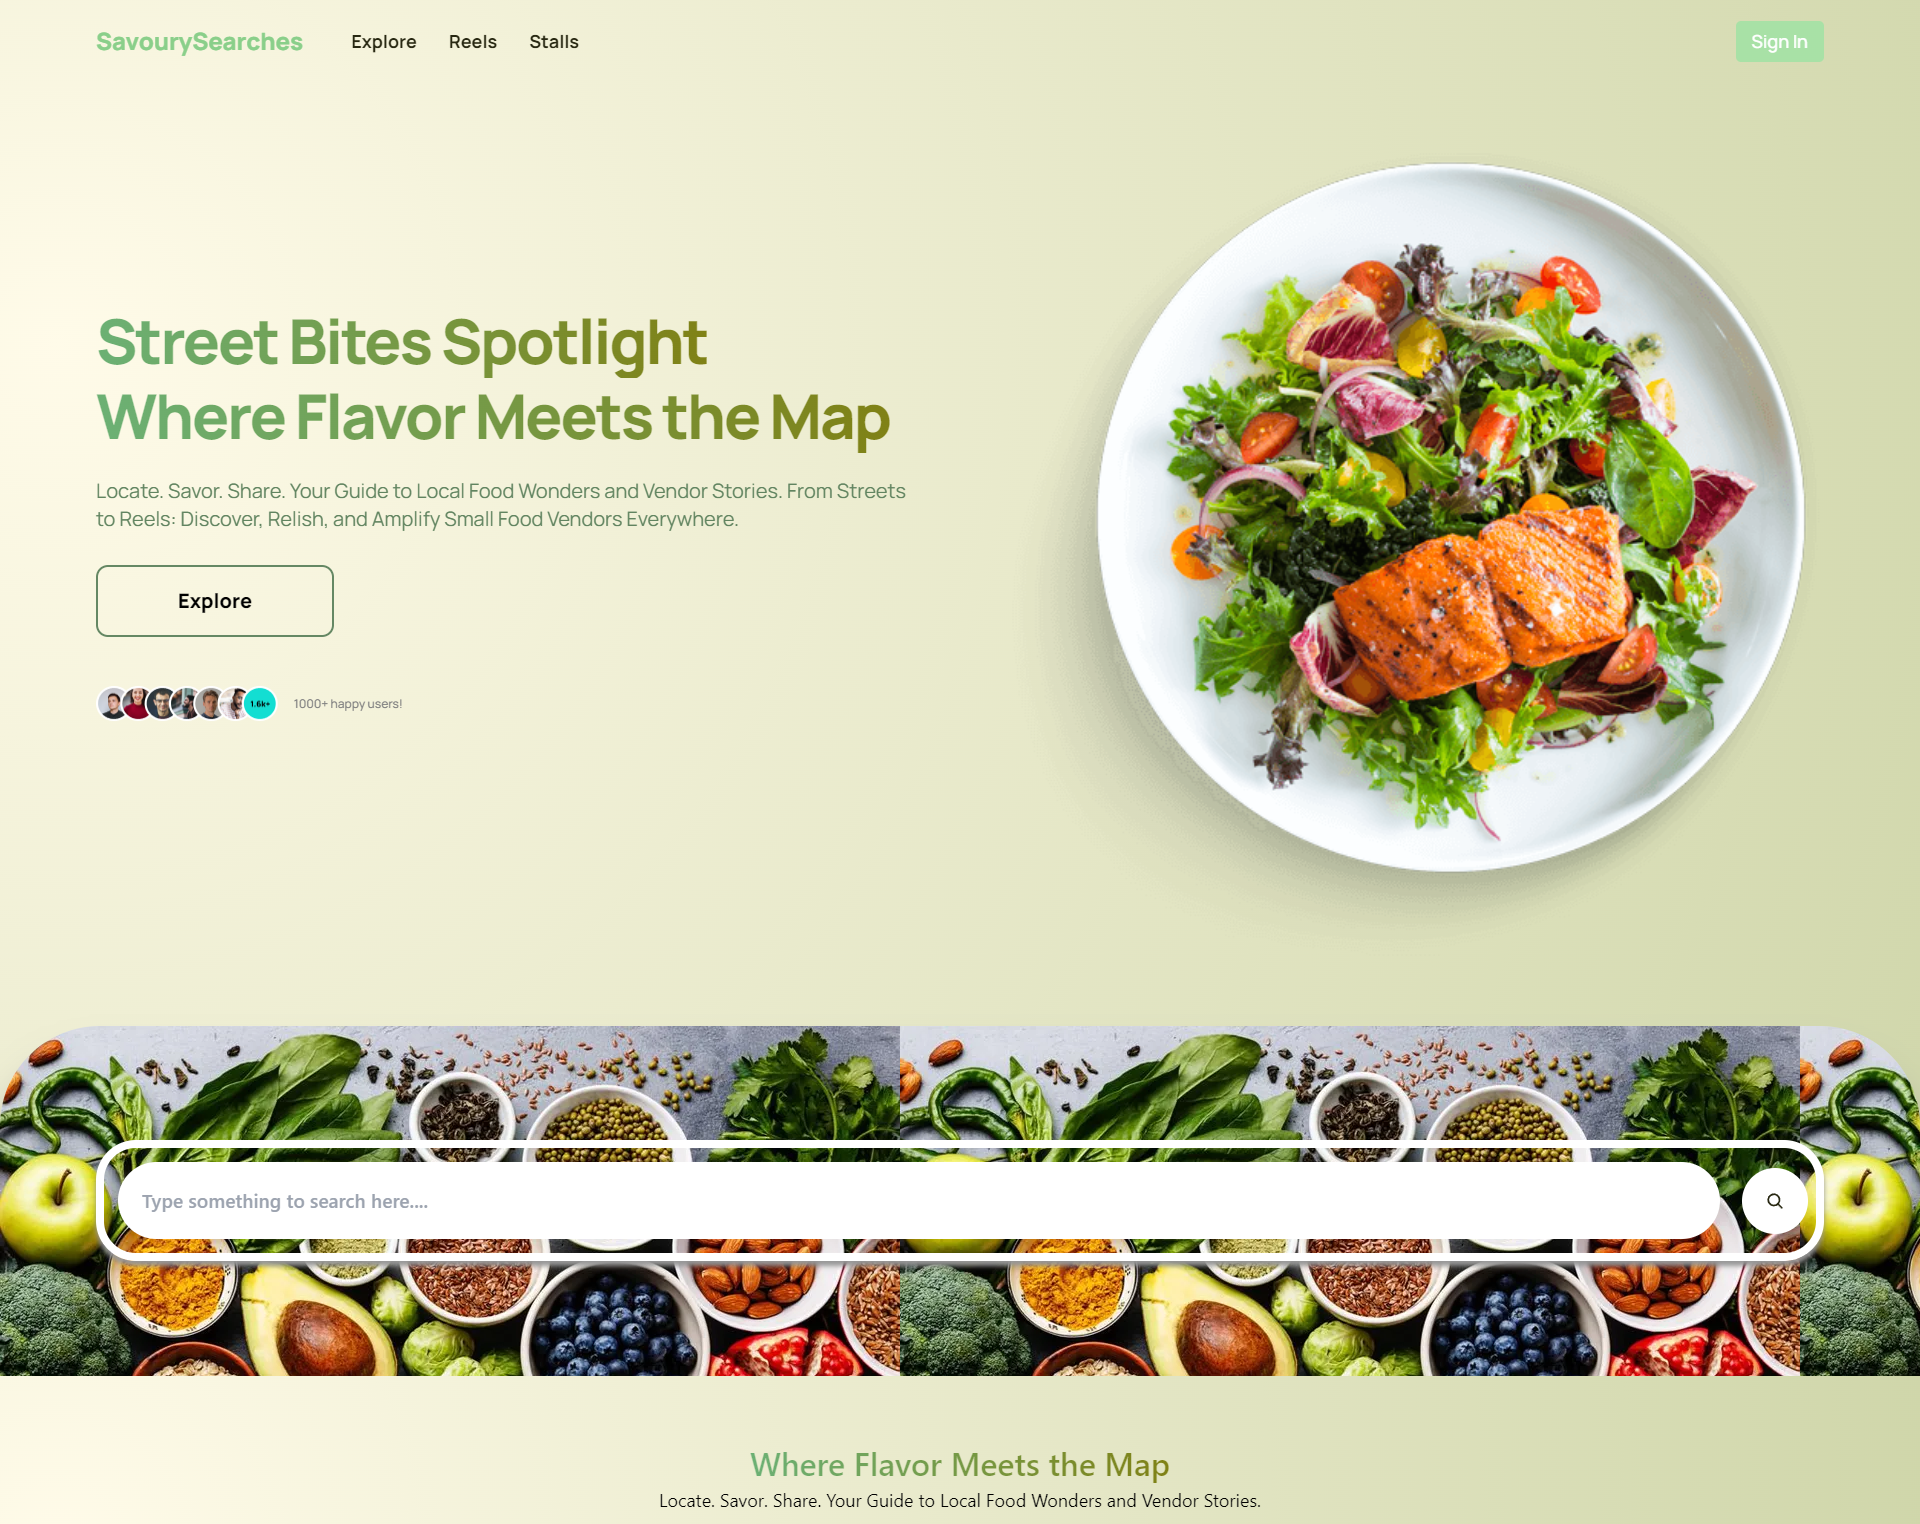 SavourySearches
Explore
Reels
Stalls
Sign In
Street Bites Spotlight
Where Flavor Meets the Map
Locate. Savor. Share. Your Guide to Local Food Wonders and Vendor Stories. From Streets
to Reels: Discover, Relish, and Amplify Small Food Vendors Everywhere.
Explore
1.6k+
1000+ happy users!
Type something to search here....
Where Flavor Meets the Map
Locate. Savor. Share. Your Guide to Local Food Wonders and Vendor Stories.